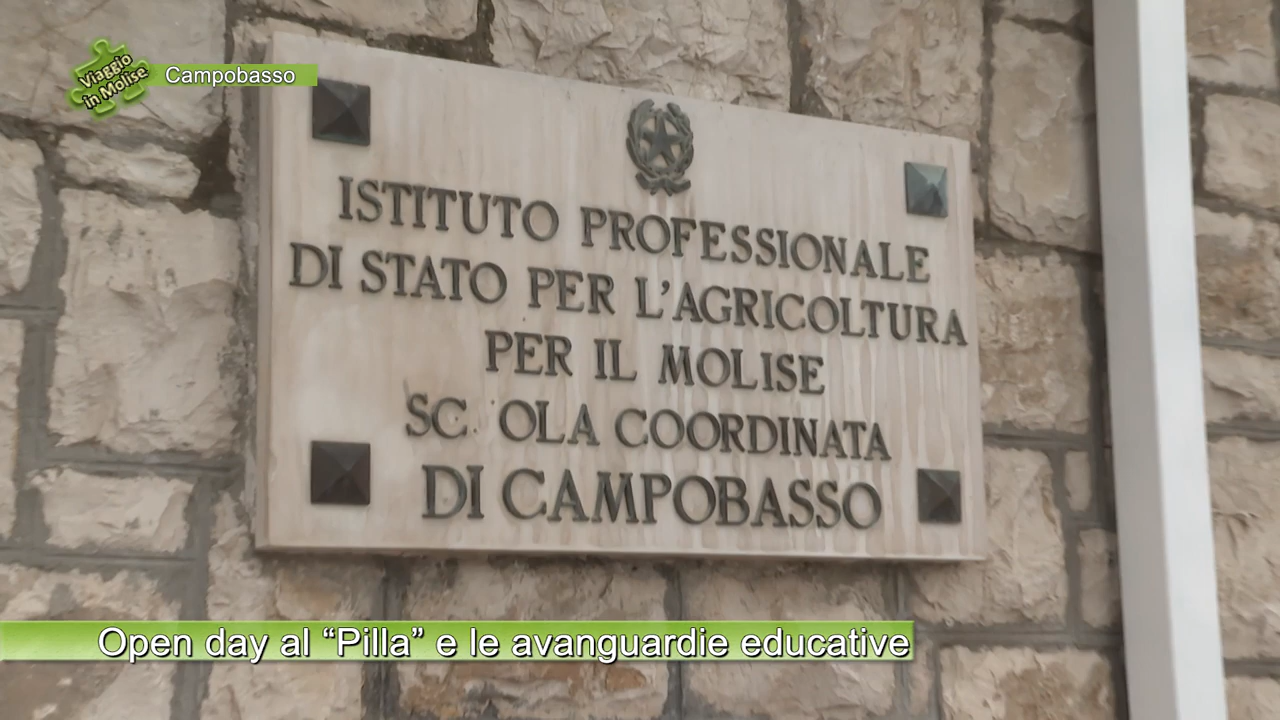 Viaggio
in Molise
Campobasso
ISTITUTO PROFESSIONALE
DI STATO PER L'AGRICOLTURA
PER IL MOLISE
SC OLA COORDINATA
DI CAMPOBASSO
Open day al “Pilla” e le avanguardie educative